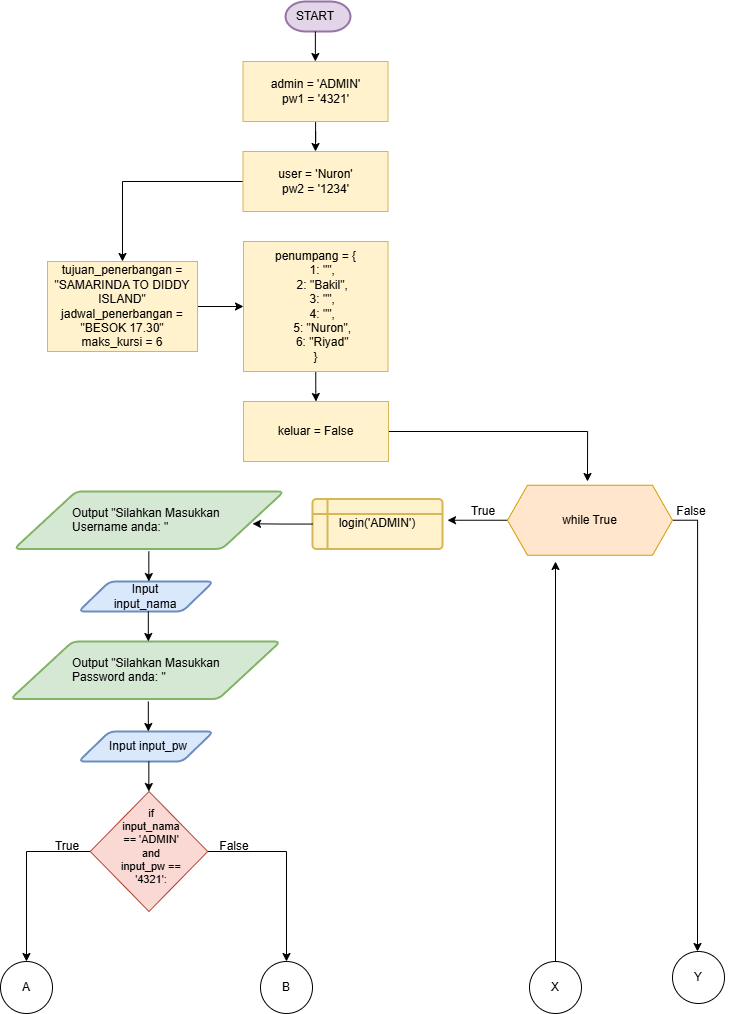 START
admin = 'ADMIN'
pw1 = '4321'
user = 'Nuron'
pw2 = '1234'
tujuan_penerbangan =
"SAMARINDA TO DIDDY
ISLAND"
jadwal_penerbangan =
"BESOK 17.30"
maks_kursi = 6
penumpang = {
1: "",
2: "Bakil",
3: "",
4: "",
5: "Nuron",
6: "Riyad"
}
keluar = False
while True
True
False
login('ADMIN')
Output "Silahkan Masukkan
Username anda: "
Input
input_nama
Output "Silahkan Masukkan
Password anda: "
Input input_pw
if
input_nama
== 'ADMIN'
and
input_pw ==
'4321':
True
False
A
B
X
Y